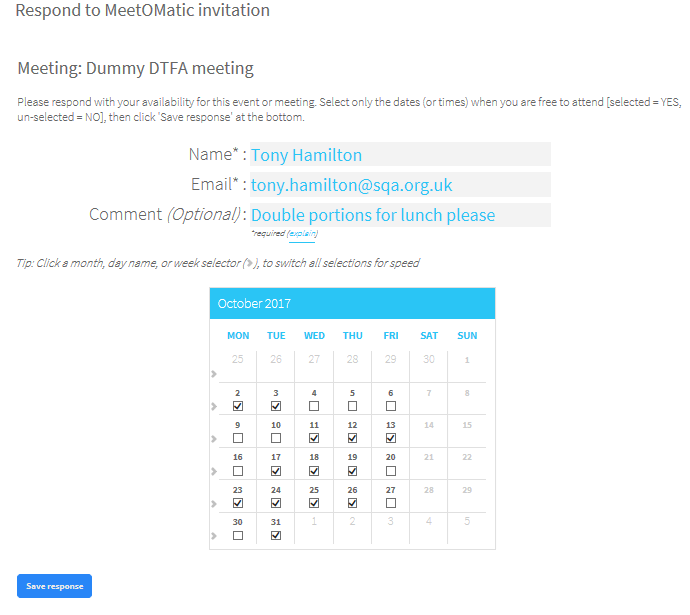 Respond to MeetOMatic invitation
Meeting: Dummy DTFA meeting
Please respond with your availability for this event or meeting. Select only the dates (or times) when you are free to attend [selected = YES,
un-selected = NO], then click 'Save response' at the bottom.
Name* : Tony Hamilton
Email* : tony.hamilton@sqa.org.uk
Comment (Optional) : Double portions for lunch please
*required (explain)
Tip: Click a month, day name, or week selector (»), to switch all selections for speed
October 2017
MON TUE WED THU FRI SAT SUN
25 26 27 28 29 30 1
2 3 4 5 6 7 8
9 10 11 12 13 14 15
16 17 18 19 20 21 22
23 24 25 26 27 28 29
30 31 1 2 3 4 5
Save response